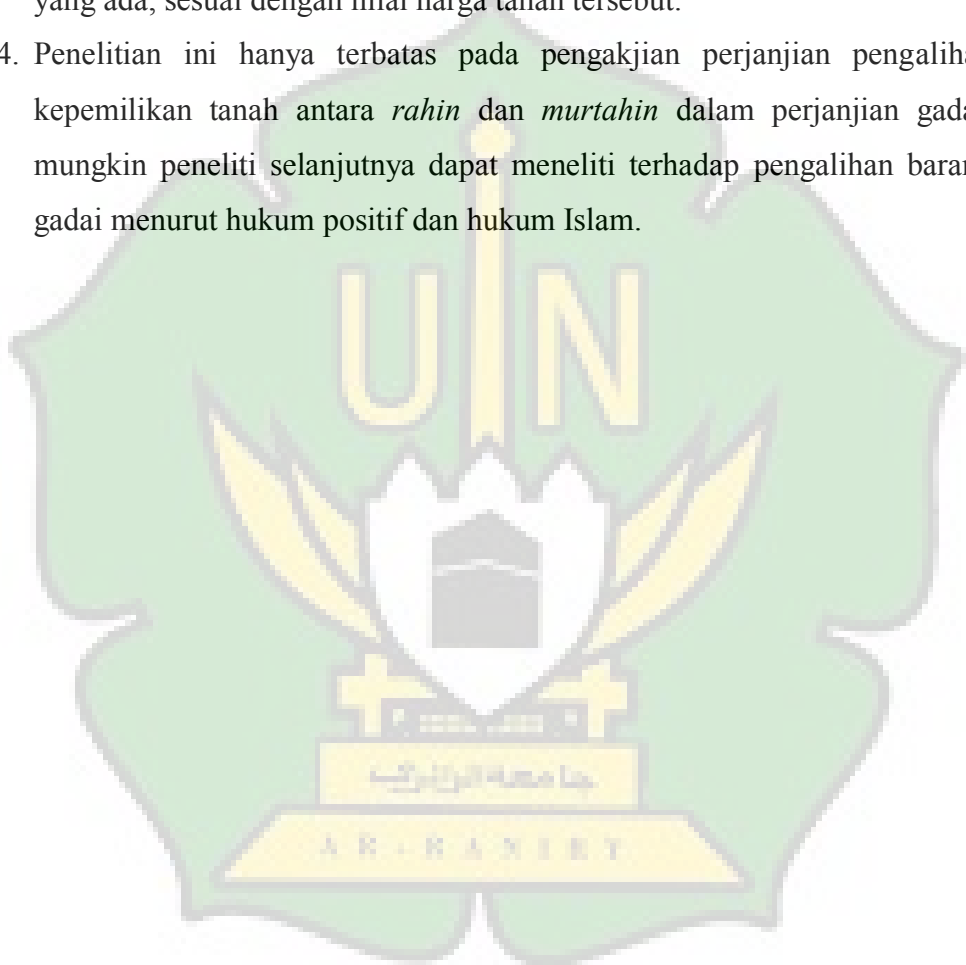 yang ada, sesuai dengan nilai harga tanah tersebut.
4. Penelitian ini hanya terbatas pada pengakjian perjanjian pengaliha
kepemilikan tanah antara rahin dan murtahin dalam perjanjian gada
mungkin peneliti selanjutnya dapat meneliti terhadap pengalihan baran
gadai menurut hukum positif dan hukum Islam.
UIN
جامعة الرانيري
AR-RANIRY